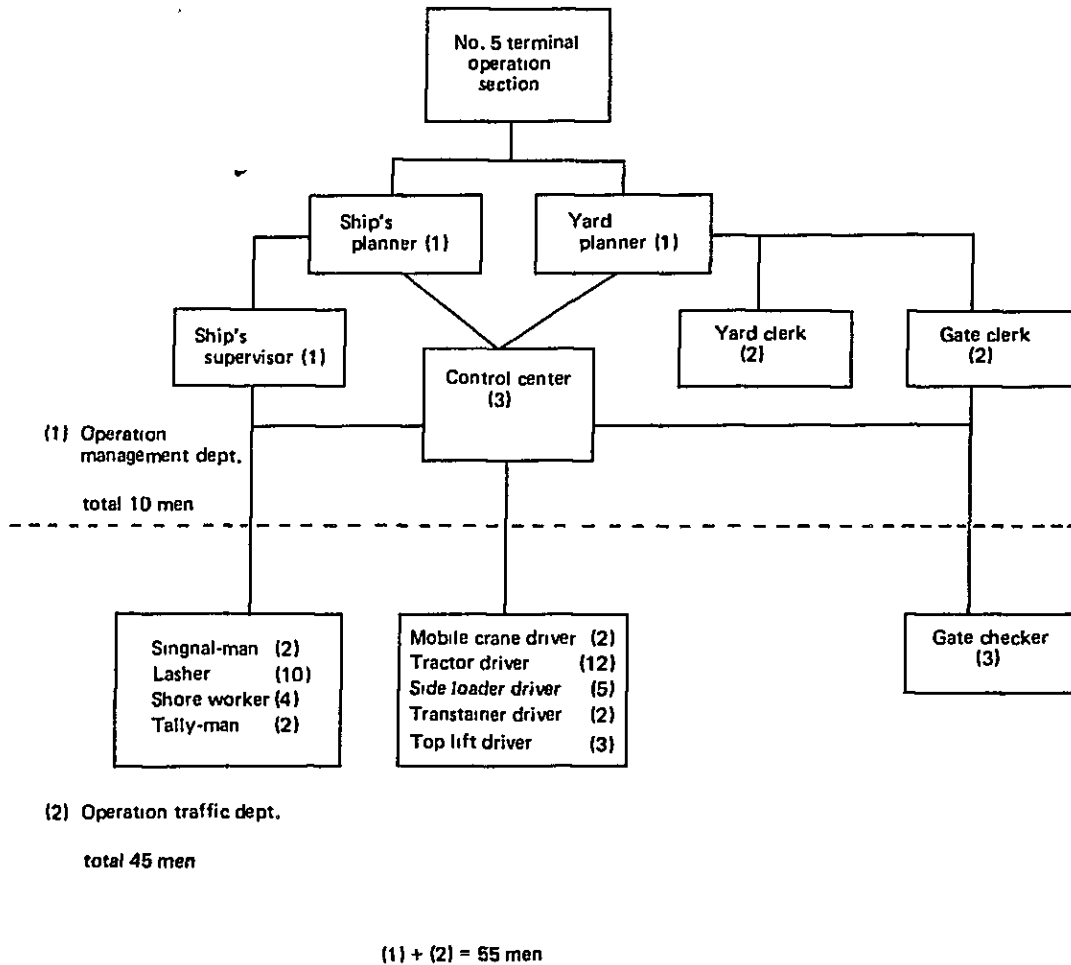 No. 5 terminal
operation
section
Ship's
planner (1)
Yard
planner (1)
Ship's
supervisor (1)
Control center
(3)
Yard clerk
(2)
Gate clerk
(2)
(1) Operation
management dept.
total 10 men
Singnal-man (2)
Lasher (10)
Shore worker (4)
Tally-man (2)
Mobile crane driver (2)
Tractor driver (12)
Side loader driver (5)
Transtainer driver (2)
Top lift driver (3)
Gate checker
(3)
(2) Operation traffic dept.
total 45 men
(1) + (2) = 55 men